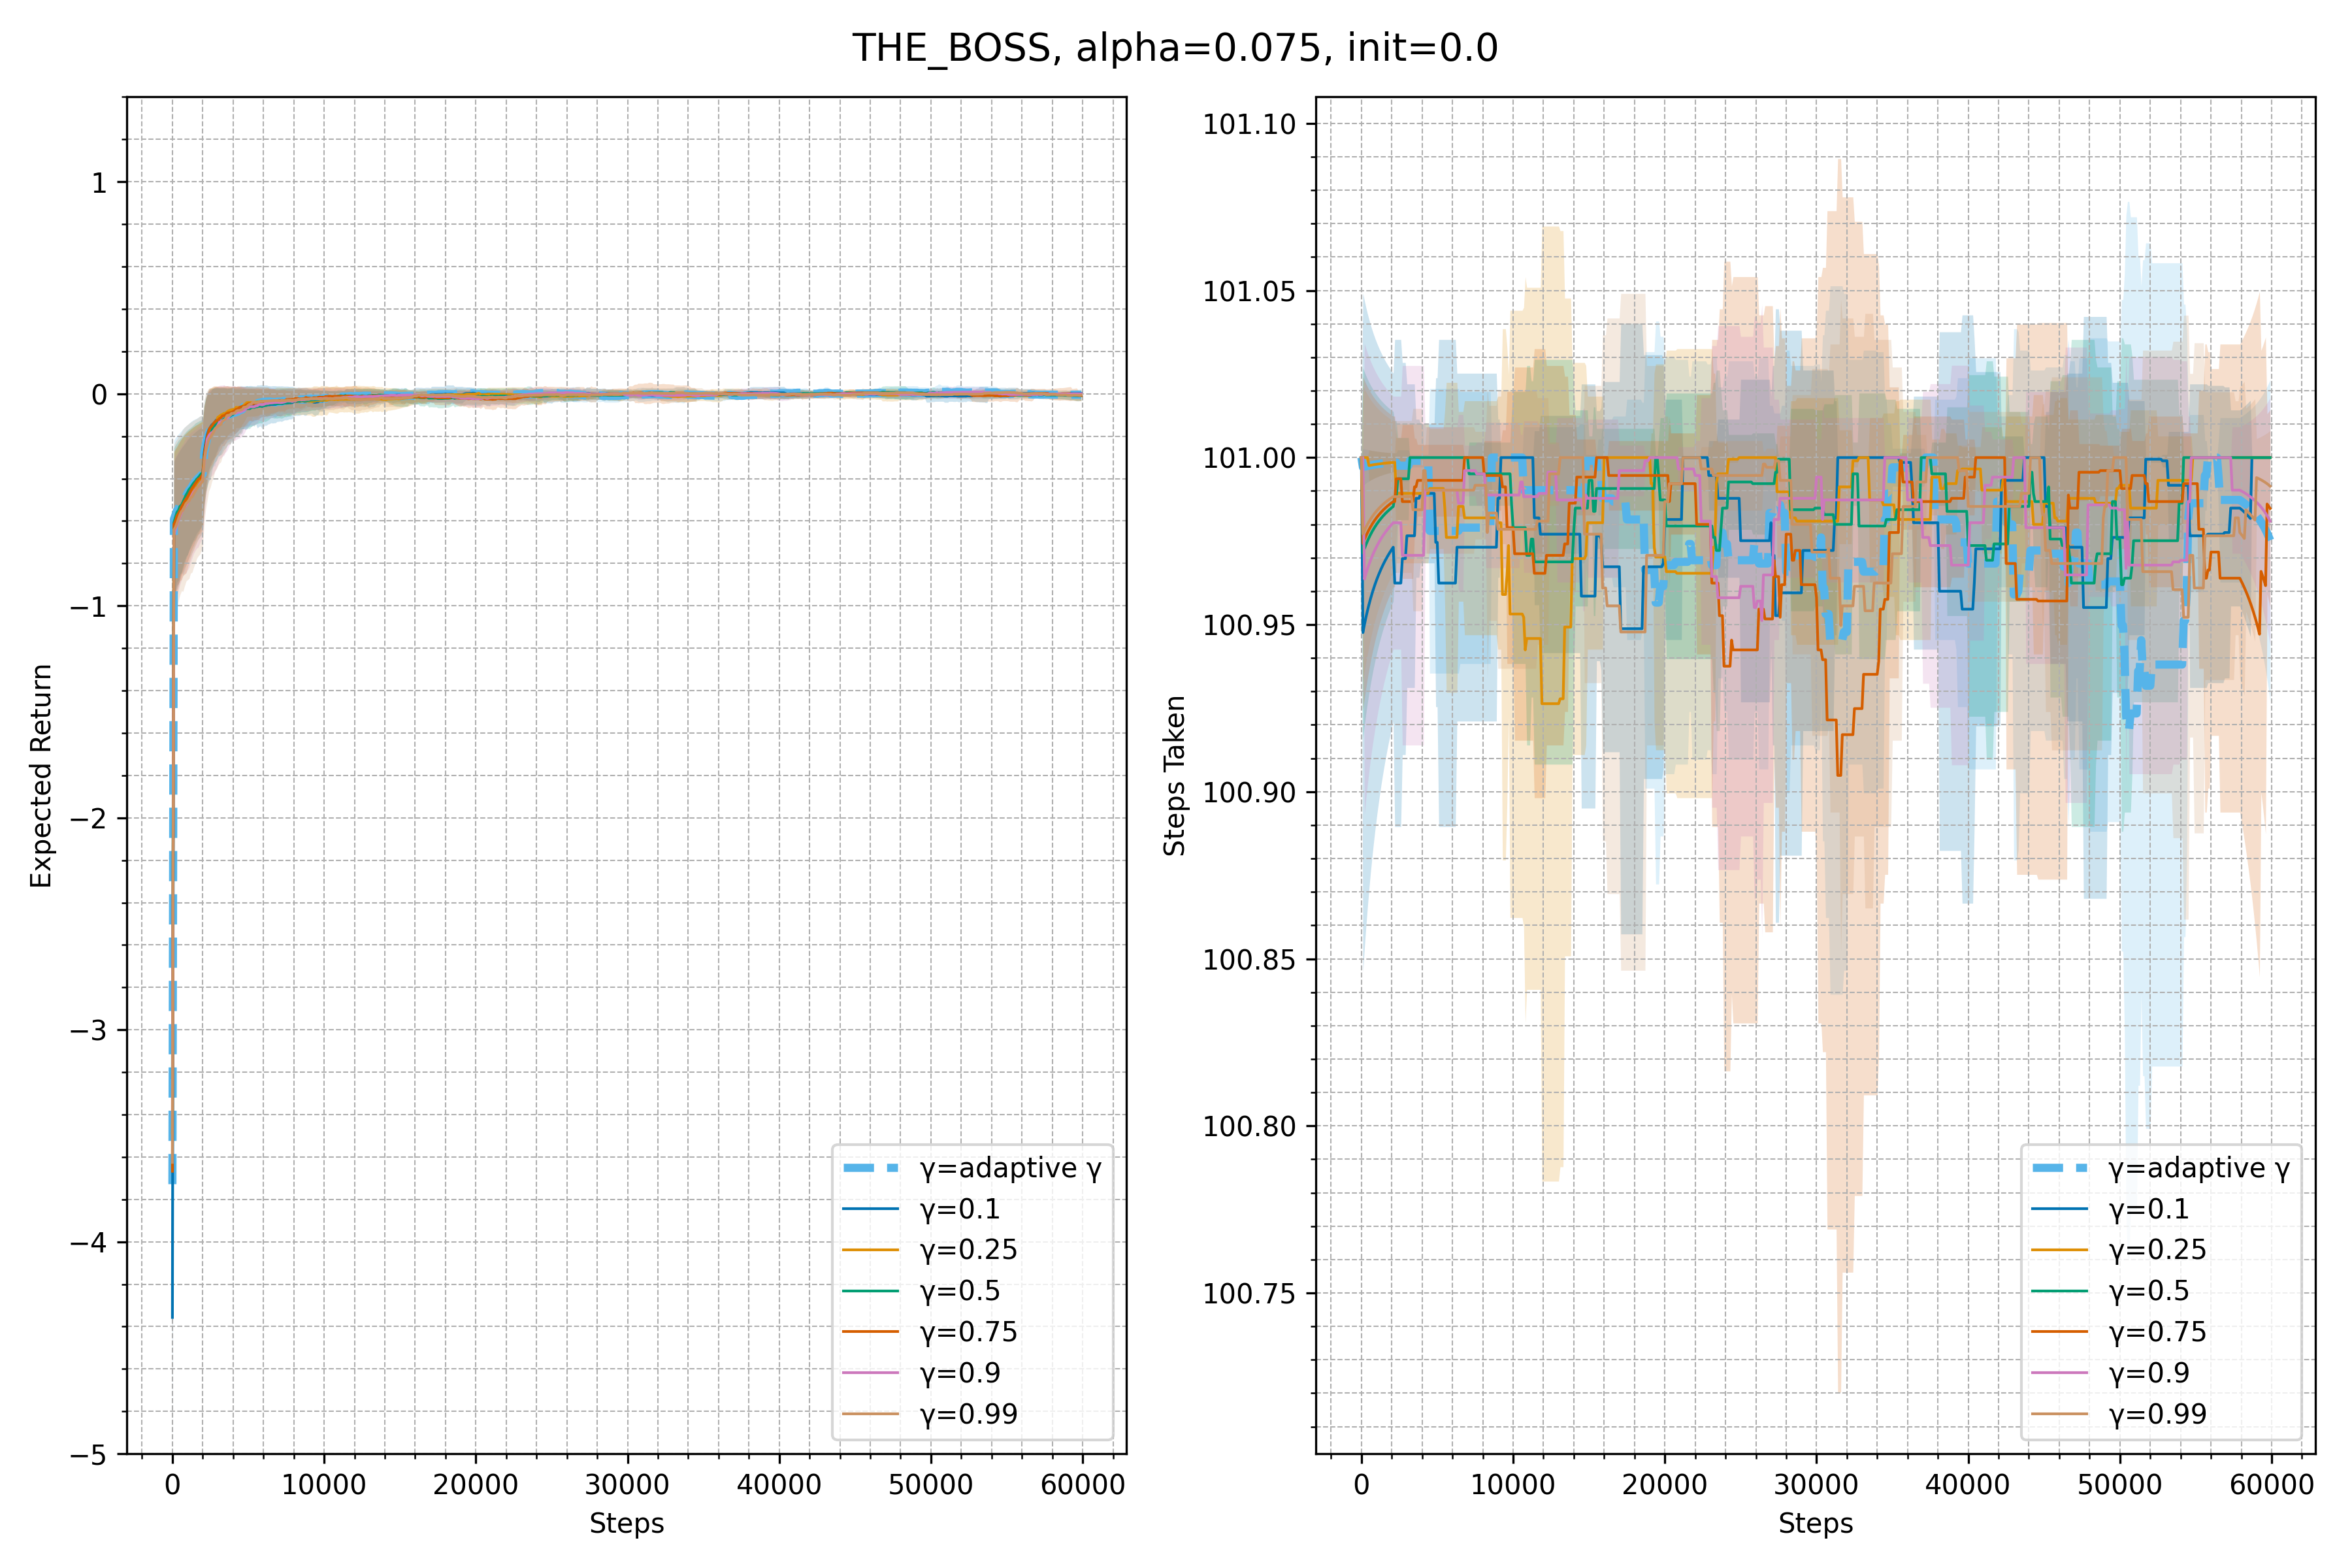 THE_BOSS, alpha=0.075, init=0.0
Expected Return
1
0
−1
−2
−3
−4
−5
0 10000 20000 30000 40000 50000 60000
Steps
γ=adaptive γ
γ=0.1
γ=0.25
γ=0.5
γ=0.75
γ=0.9
γ=0.99
Steps Taken
101.10
101.05
101.00
100.95
100.90
100.85
100.80
100.75
0 10000 20000 30000 40000 50000 60000
Steps
γ=adaptive γ
γ=0.1
γ=0.25
γ=0.5
γ=0.75
γ=0.9
γ=0.99